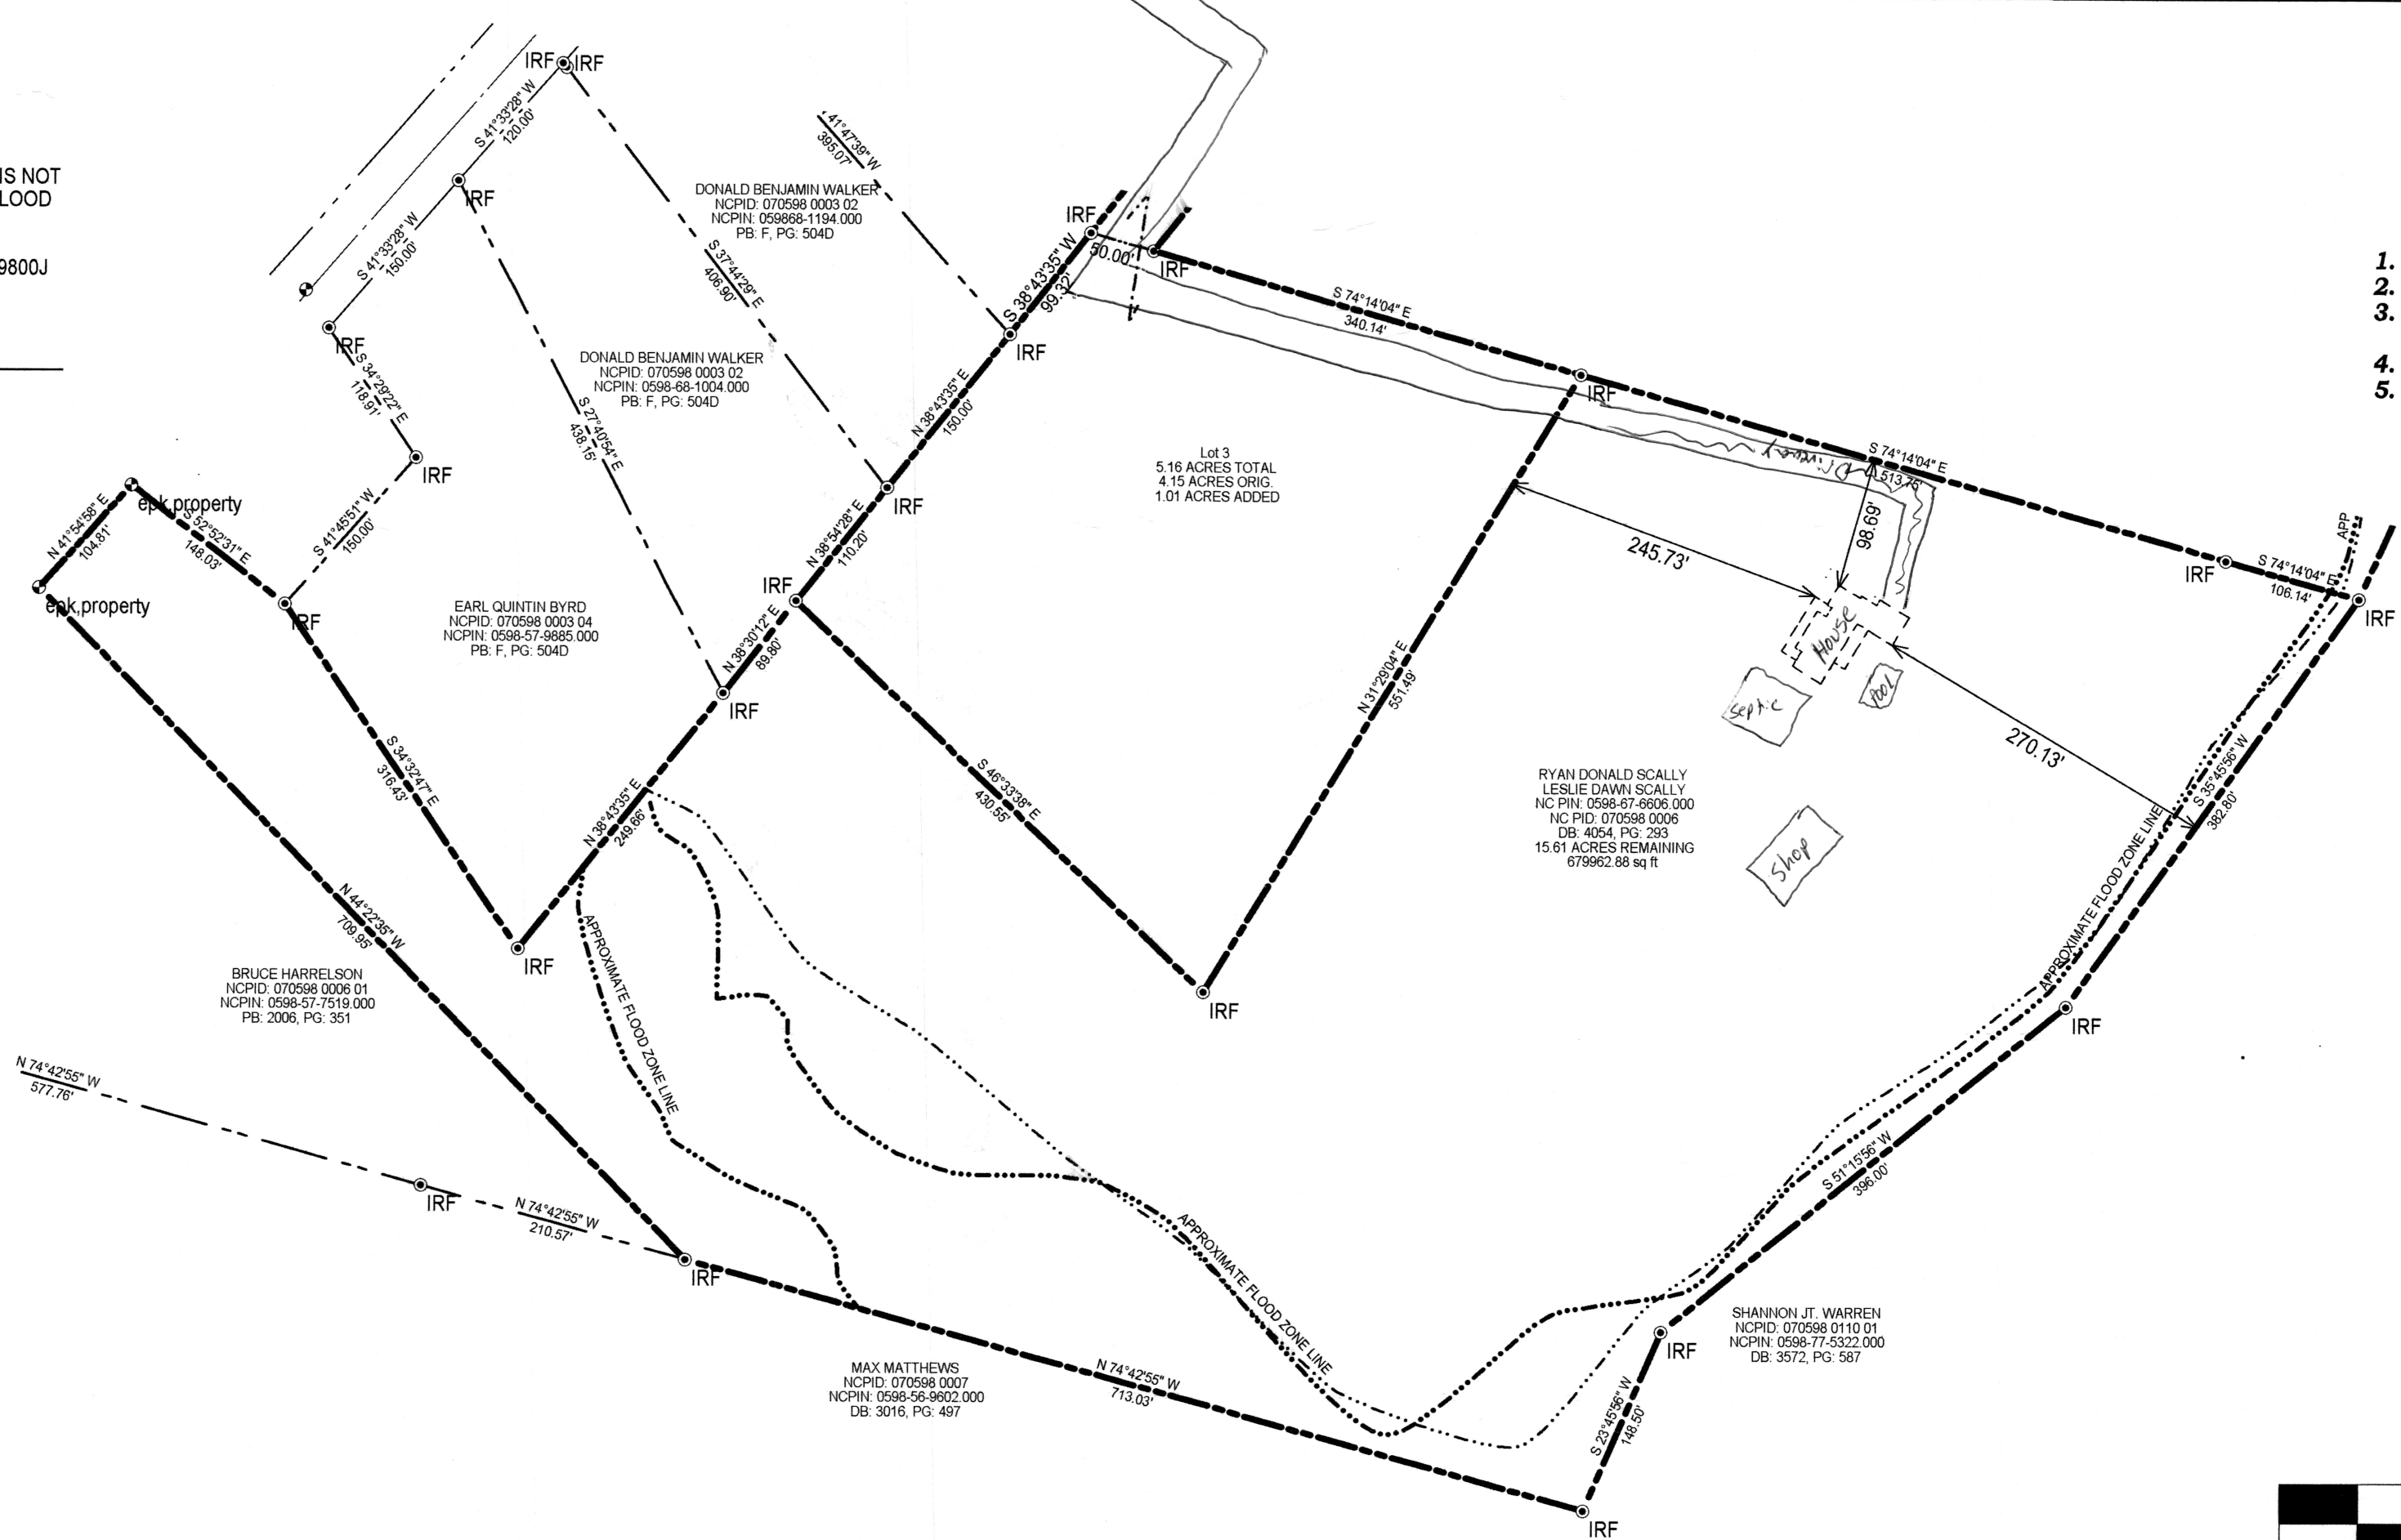 IS NOT
LOOD
9800J
1.
2.
3.
4.
5.
IRF
IRF
S 41°33'28" W
120.00'
IRF
S 41°33'28" W
150.00'
IRF
S 34°29'22" E
118.91'
IRF
S 41°45'51" W
150.00'
IRF
epk,property
N 41°54'58" E
104.81'
epk,property
S 52°52'31" E
148.03'
DONALD BENJAMIN WALKER
NCPID: 070598 0003 02
NCPIN: 059868-1194.000
PB: F, PG: 504D
41°47'39" W
395.07'
S 37°44'29" E
406.90'
DONALD BENJAMIN WALKER
NCPID: 070598 0003 02
NCPIN: 0598-68-1004.000
PB: F, PG: 504D
S 27°40'54" E
438.15'
EARL QUINTIN BYRD
NCPID: 070598 0003 04
NCPIN: 0598-57-9885.000
PB: F, PG: 504D
IRF
50.00'
IRF
S 38°43'35" W
99.32'
IRF
N 38°43'35" E
150.00'
IRF
N 38°54'28" E
110.20'
IRF
N 38°30'12" E
89.80'
IRF
S 74°14'04" E
340.14'
IRF
Lot 3
5.16 ACRES TOTAL
4.15 ACRES ORIG.
1.01 ACRES ADDED
Driveway
S 74°14'04" E
513.75'
98.69'
245.73'
House
Pool
Septic
Shop
270.13'
IRF
S 74°14'04" E
106.14'
APP
IRF
S 35°45'56" W
382.80'
N 31°29'04" E
551.49'
S 46°33'38" E
430.55'
IRF
RYAN DONALD SCALLY
LESLIE DAWN SCALLY
NC PIN: 0598-67-6606.000
NC PID: 070598 0006
DB: 4054, PG: 293
15.61 ACRES REMAINING
679962.88 sq ft
APPROXIMATE FLOOD ZONE LINE
IRF
S 34°32'47" E
316.43'
N 38°43'35" E
249.66'
IRF
APPROXIMATE FLOOD ZONE LINE
N 44°22'35" W
709.95'
BRUCE HARRELSON
NCPID: 070598 0006 01
NCPIN: 0598-57-7519.000
PB: 2006, PG: 351
N 74°42'55" W
577.76'
IRF
N 74°42'55" W
210.57'
IRF
APPROXIMATE FLOOD ZONE LINE
S 51°15'56" W
396.00'
IRF
SHANNON JT. WARREN
NCPID: 070598 0110 01
NCPIN: 0598-77-5322.000
DB: 3572, PG: 587
S 23°45'56" W
148.50'
IRF
N 74°42'55" W
713.03'
MAX MATTHEWS
NCPID: 070598 0007
NCPIN: 0598-56-9602.000
DB: 3016, PG: 497